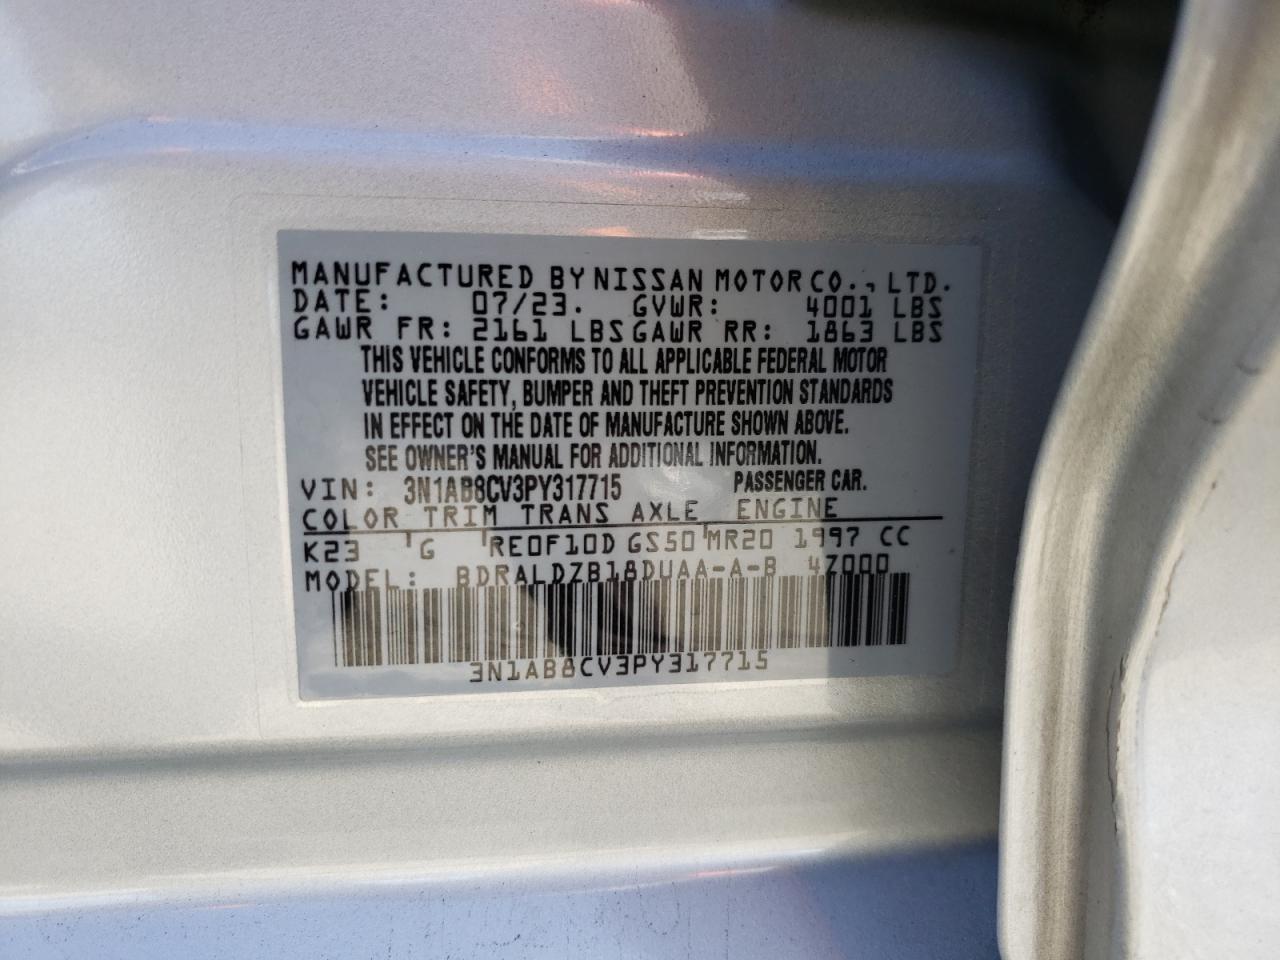 MANUFACTURED BY NISSAN MOTOR CO., LTD.
DATE: 07/23. GVWR: 4001 LBS
GAWR FR: 2161 LBS GAWR RR: 1863 LBS
THIS VEHICLE CONFORMS TO ALL APPLICABLE FEDERAL MOTOR
VEHICLE SAFETY, BUMPER AND THEFT PREVENTION STANDARDS
IN EFFECT ON THE DATE OF MANUFACTURE SHOWN ABOVE.
SEE OWNER'S MANUAL FOR ADDITIONAL INFORMATION.
VIN: 3N1AB8CV3PY317715 PASSENGER CAR.
COLOR TRIM TRANS AXLE ENGINE
K23 G RE0F10D GS50 MR20 1997 CC
MODEL: BDRALDZB18DUAA-A-B 4Z000
3N1AB8CV3PY317715